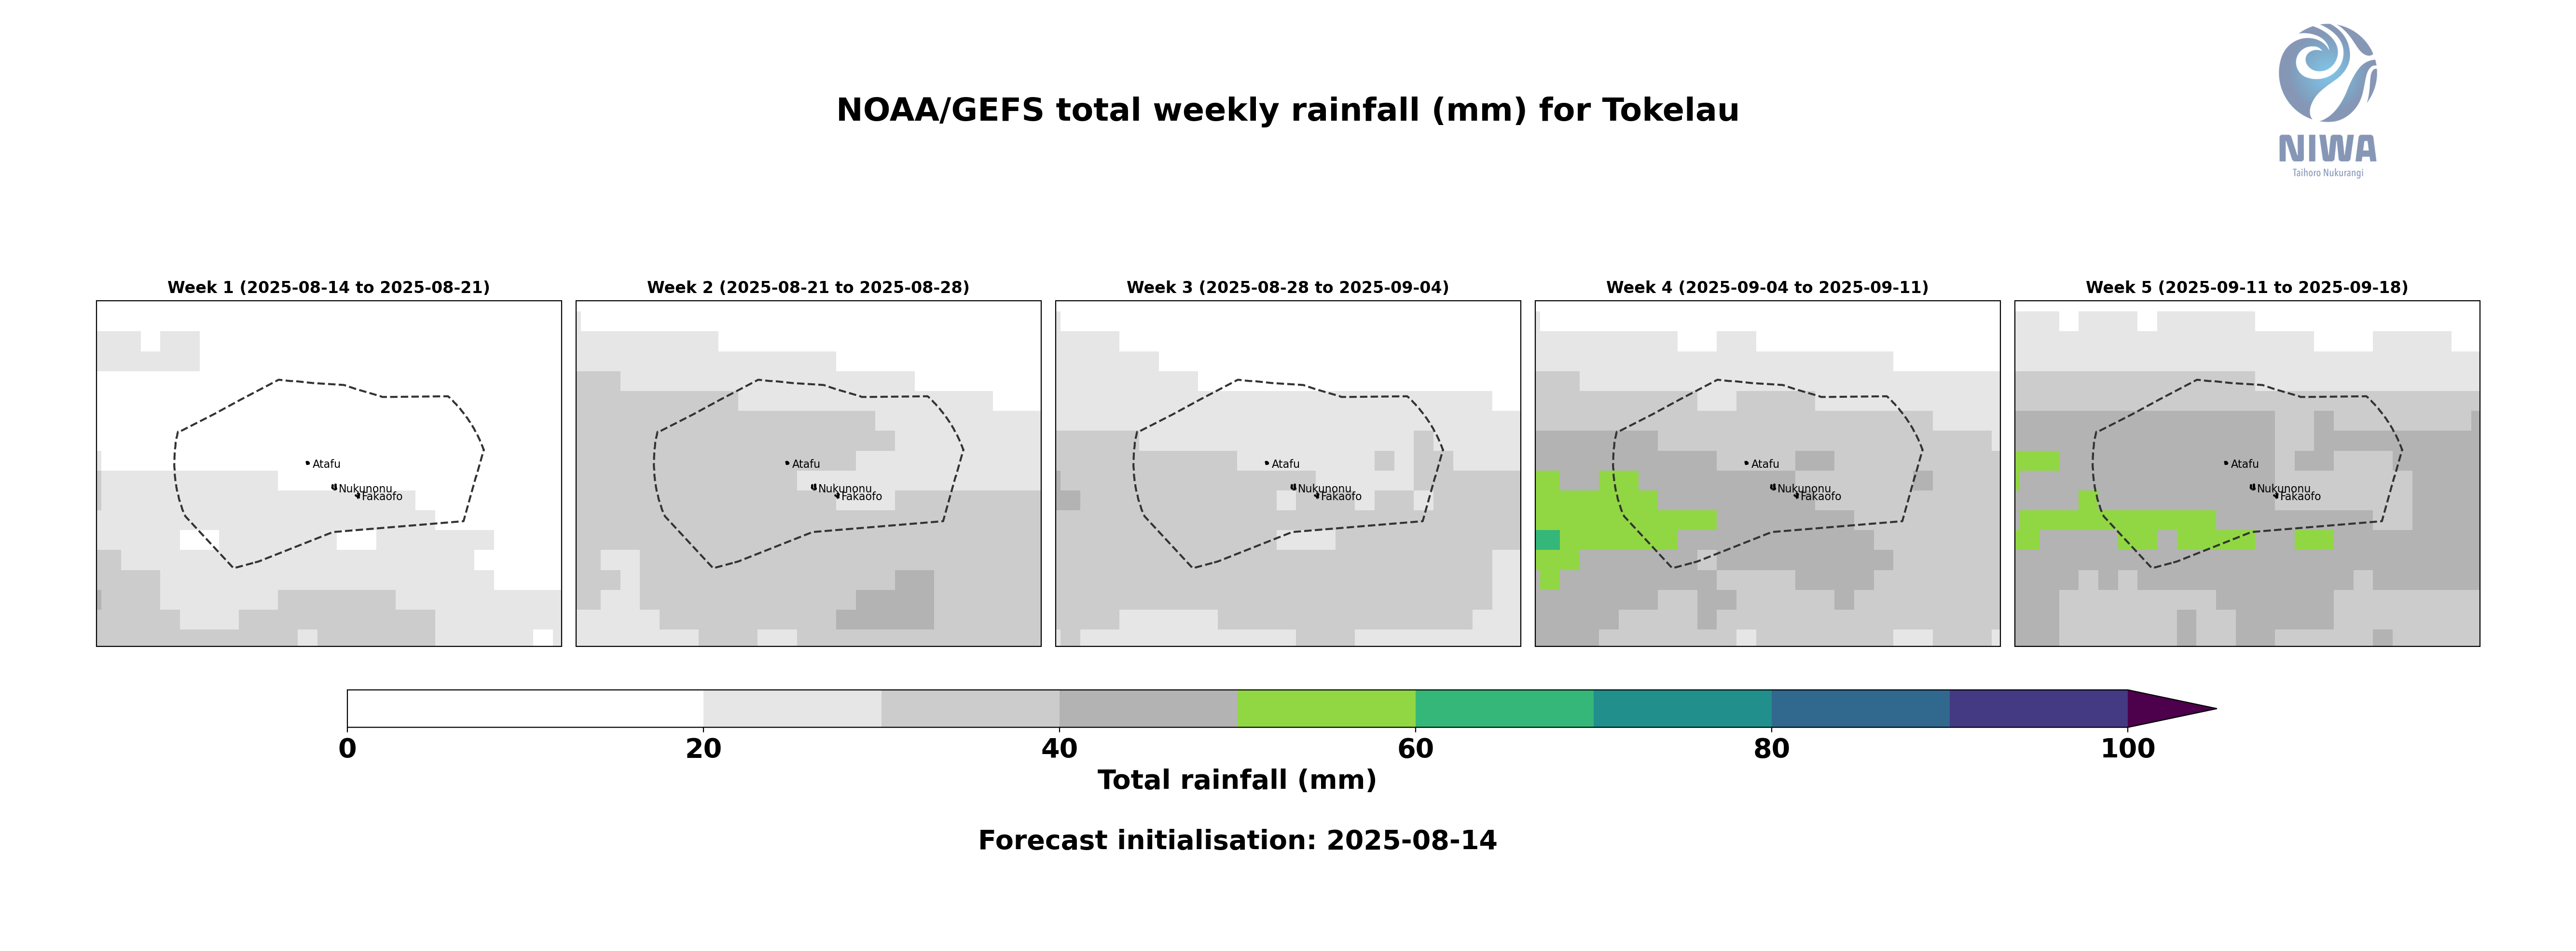 NOAA/GEFS total weekly rainfall (mm) for Tokelau
NIWA
Taihoro Nukurangi
Week 1 (2025-08-14 to 2025-08-21)
Week 2 (2025-08-21 to 2025-08-28)
Week 3 (2025-08-28 to 2025-09-04)
Week 4 (2025-09-04 to 2025-09-11)
Week 5 (2025-09-11 to 2025-09-18)
Atafu
Nukunonu
Fakaofo
Atafu
Nukunonu
Fakaofo
Atafu
Nukunonu
Fakaofo
Atafu
Nukunonu
Fakaofo
Atafu
Nukunonu
Fakaofo
0 20 40 60 80 100
Total rainfall (mm)
Forecast initialisation: 2025-08-14